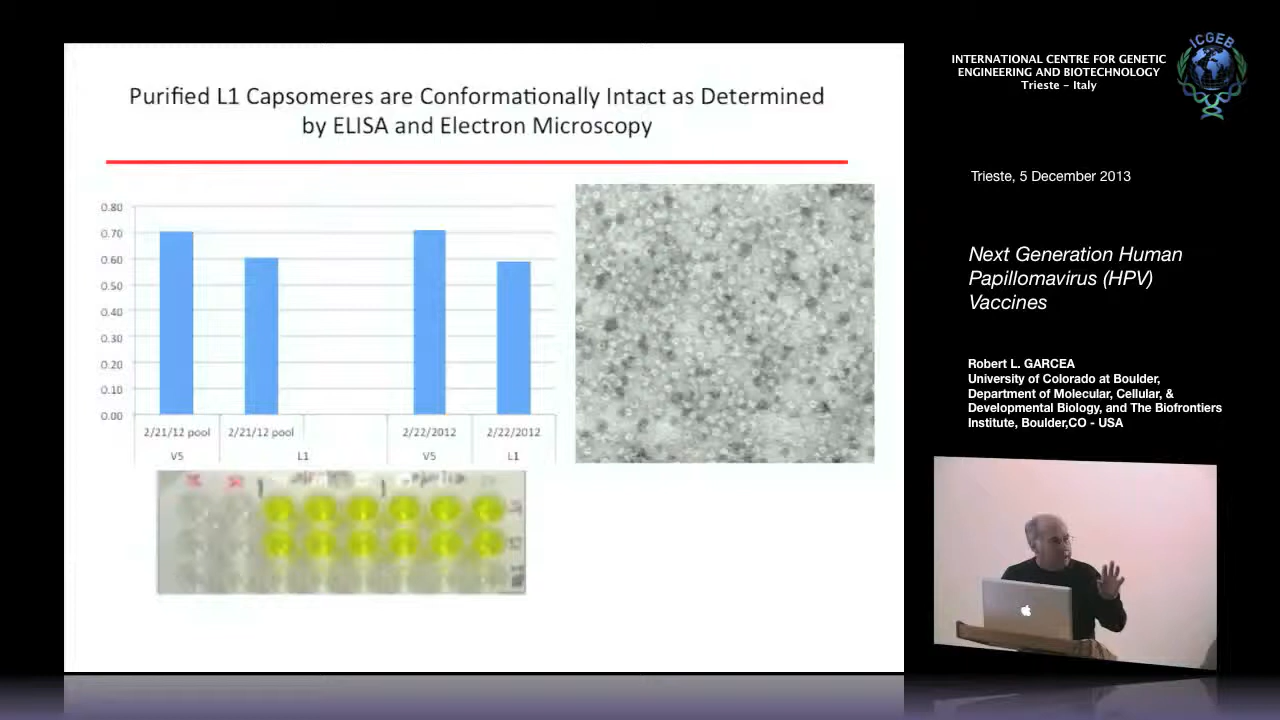 Purified L1 Capsomeres are Conformationally Intact as Determined
by ELISA and Electron Microscopy
0.80
0.70
0.60
0.50
0.40
0.30
0.20
0.10
0.00
2/21/12 pool 2/21/12 pool 2/22/2012 2/22/2012
V5 L1 V5 L1
ICGEB
INTERNATIONAL CENTRE FOR GENETIC
ENGINEERING AND BIOTECHNOLOGY
Trieste - Italy
Trieste, 5 December 2013
Next Generation Human
Papillomavirus (HPV)
Vaccines
Robert L. GARCEA
University of Colorado at Boulder,
Department of Molecular, Cellular, &
Developmental Biology, and The Biofrontiers
Institute, Boulder,CO - USA